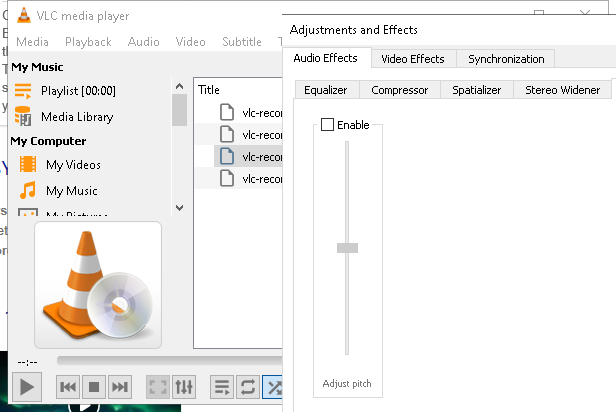 VLC media player
Media Playback Audio Video Subtitle
My Music
Playlist [00:00]
Media Library
My Computer
My Videos
My Music
My Pictures
Title
vlc-recor
vlc-recor
vlc-recor
vlc-recor
--:--
Adjustments and Effects
Audio Effects Video Effects Synchronization
Equalizer Compressor Spatializer Stereo Widener
Enable
Adjust pitch